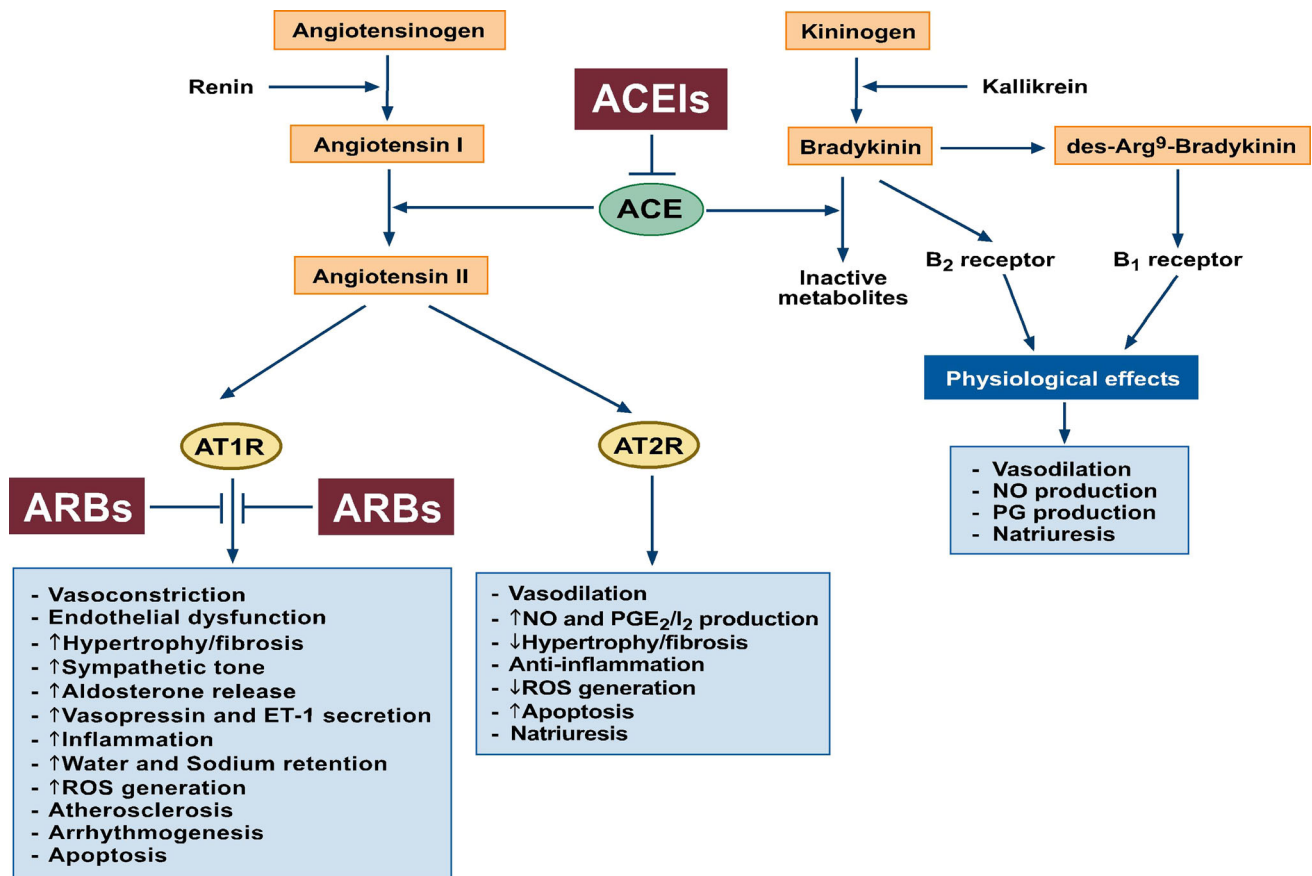 Angiotensinogen
Kininogen
Renin
ACEIs
Kallikrein
Angiotensin I
Bradykinin
des-Arg⁹-Bradykinin
ACE
Angiotensin II
Inactive
metabolites
B₂ receptor
B₁ receptor
Physiological effects
AT1R
AT2R
ARBs
ARBs
- Vasodilation
- NO production
- PG production
- Natriuresis
- Vasoconstriction
- Endothelial dysfunction
- ↑Hypertrophy/fibrosis
- ↑Sympathetic tone
- ↑Aldosterone release
- ↑Vasopressin and ET-1 secretion
- ↑Inflammation
- ↑Water and Sodium retention
- ↑ROS generation
- Atherosclerosis
- Arrhythmogenesis
- Apoptosis
- Vasodilation
- ↑NO and PGE₂/I₂ production
- ↓Hypertrophy/fibrosis
- Anti-inflammation
- ↓ROS generation
- ↑Apoptosis
- Natriuresis